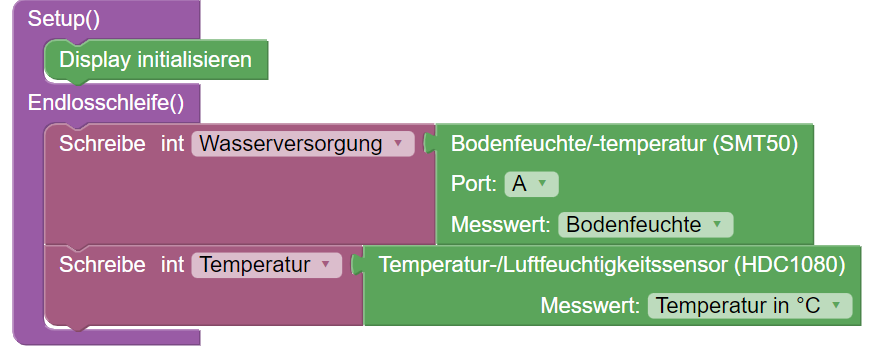 Setup()
Display initialisieren
Endlosschleife()
Schreibe int Wasserversorgung Bodenfeuchte/-temperatur (SMT50)
Port: A
Messwert: Bodenfeuchte
Schreibe int Temperatur Temperatur-/Luftfeuchtigkeitssensor (HDC1080)
Messwert: Temperatur in °C